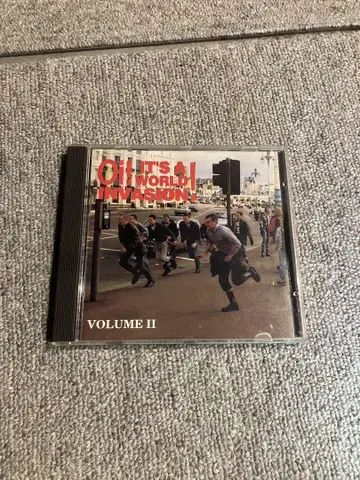 Oi! IT'S A
WORLD
INVASION!
VOLUME II